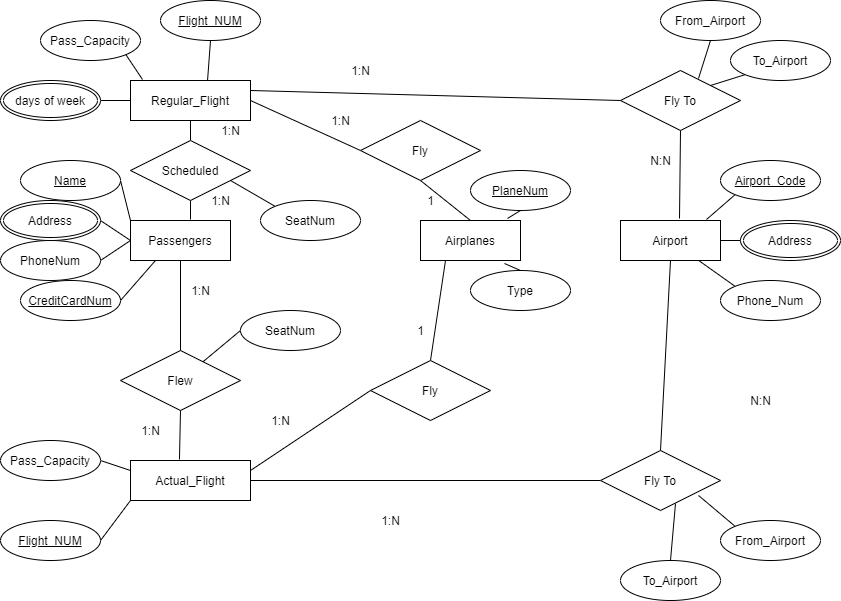 Flight_NUM
From_Airport
Pass_Capacity
To_Airport
1:N
days of week
Regular_Flight
Fly To
1:N
1:N
Fly
N:N
Scheduled
Name
PlaneNum
Airport_Code
1:N
1
Address
SeatNum
Passengers
Airplanes
Airport
Address
PhoneNum
CreditCardNum
1:N
Type
Phone_Num
SeatNum
1
Flew
Fly
N:N
1:N
1:N
Pass_Capacity
Actual_Flight
Fly To
1:N
Flight_NUM
From_Airport
To_Airport